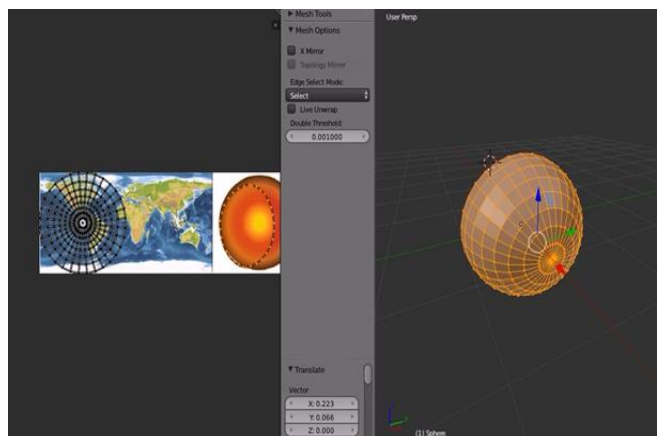 Mesh Tools
Mesh Options
X Mirror
Topology Mirror
Edge Select Mode:
Select
Live Unwrap
Double Threshold:
0.001000
Translate
Vector
X: 0.223
Y: 0.066
Z: 0.000
User Persp
(1) Sphere